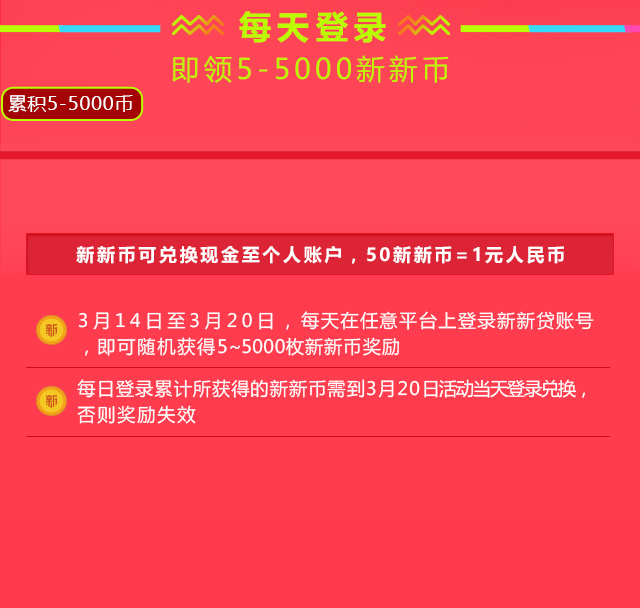 每天登录
即领5-5000新新币
累积5-5000币
新新币可兑换现金至个人账户，50新新币=1元人民币
新
3月14日至3月20日，每天在任意平台上登录新新贷账号
，即可随机获得5~5000枚新新币奖励
新
每日登录累计所获得的新新币需到3月20日活动当天登录兑换，
否则奖励失效